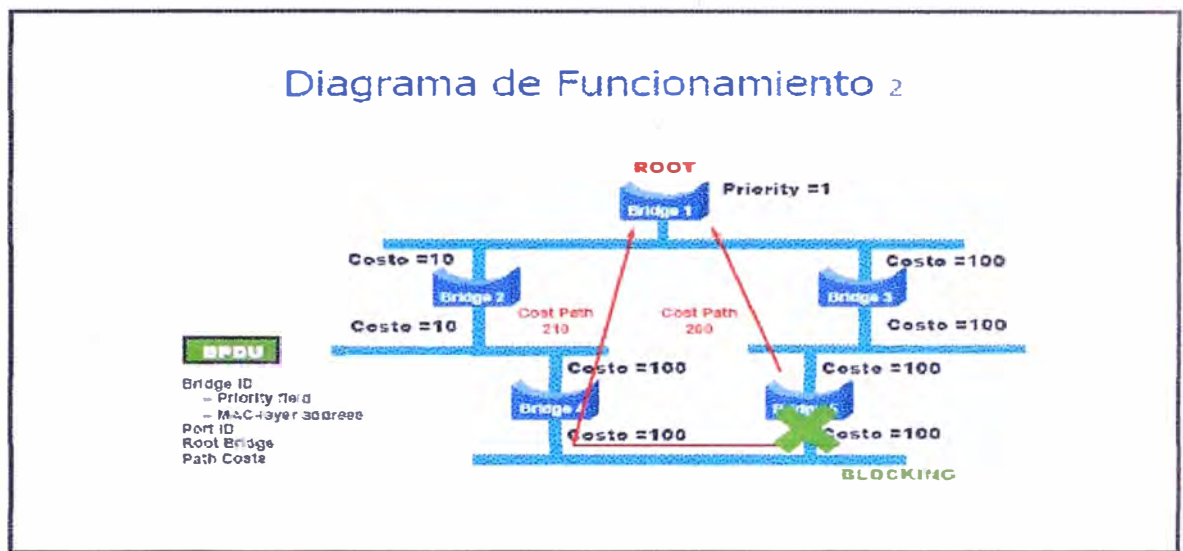 Diagrama de Funcionamiento 2
ROOT
Priority =1
Bridge 1
Costo =10
Costo =100
Bridge 2
Bridge 3
Cost Path
210
Cost Path
200
Costo =10
Costo =100
BPDU
Costo =100
Costo =100
Bridge ID
– Priority field
– MAC-layer address
Port ID
Root Bridge
Path Costs
Bridge 4
Costo =100
Costo =100
BLOCKING